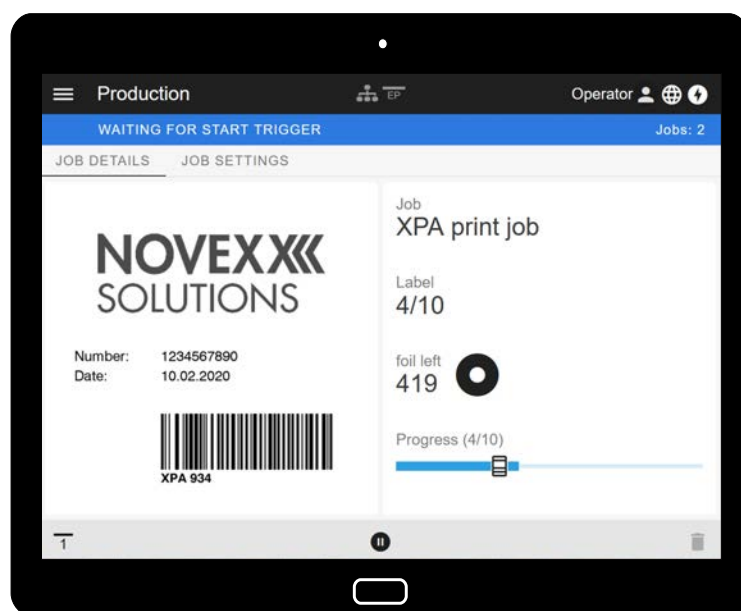 Production
EP
Operator
WAITING FOR START TRIGGER
Jobs: 2
JOB DETAILS
JOB SETTINGS
NOVEXX
SOLUTIONS
Number: 1234567890
Date: 10.02.2020
XPA 934
Job
XPA print job
Label
4/10
foil left
419
Progress (4/10)
1